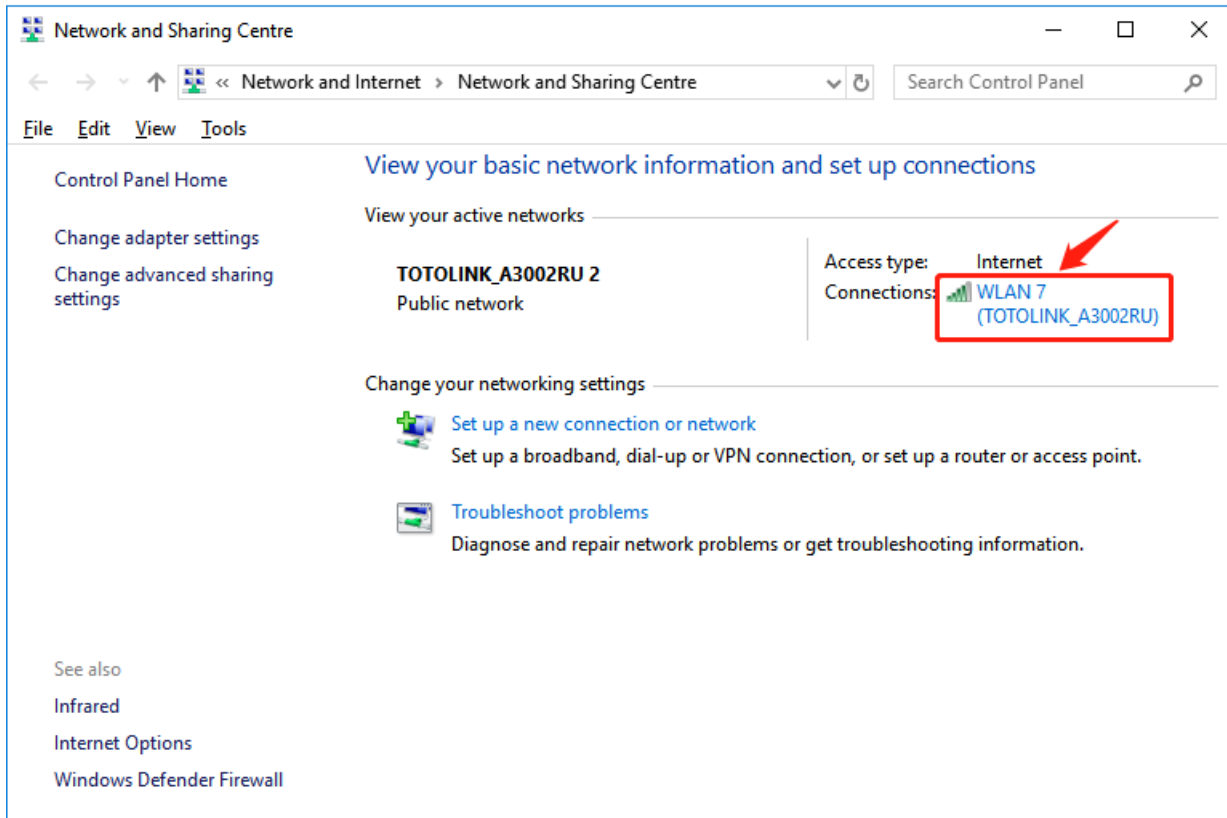 Network and Sharing Centre
« Network and Internet > Network and Sharing Centre
Search Control Panel
File Edit View Tools
Control Panel Home
Change adapter settings
Change advanced sharing
settings
View your basic network information and set up connections
View your active networks
TOTOLINK_A3002RU 2
Public network
Access type: Internet
Connections: WLAN 7
(TOTOLINK_A3002RU)
Change your networking settings
Set up a new connection or network
Set up a broadband, dial-up or VPN connection, or set up a router or access point.
Troubleshoot problems
Diagnose and repair network problems or get troubleshooting information.
See also
Infrared
Internet Options
Windows Defender Firewall